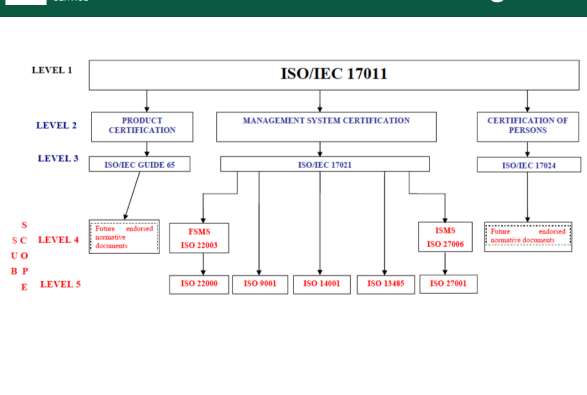 LEVEL 1
ISO/IEC 17011
LEVEL 2
PRODUCT
CERTIFICATION
MANAGEMENT SYSTEM CERTIFICATION
CERTIFICATION OF
PERSONS
LEVEL 3
ISO/IEC GUIDE 65
ISO/IEC 17021
ISO/IEC 17024
SUB
SCOPE
LEVEL 4
Future endorsed
normative
documents
FSMS
ISO 22003
ISMS
ISO 27006
Future endorsed
normative documents
LEVEL 5
ISO 22000
ISO 9001
ISO 14001
ISO 13485
ISO 27001